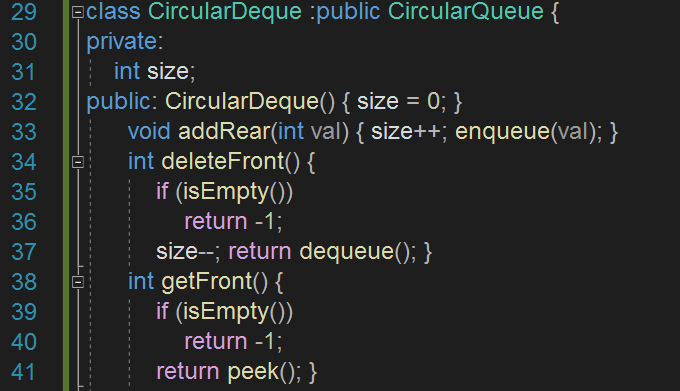 29 class CircularDeque :public CircularQueue {
30 private:
31     int size;
32 public: CircularDeque() { size = 0; }
33     void addRear(int val) { size++; enqueue(val); }
34     int deleteFront() {
35         if (isEmpty())
36             return -1;
37         size--; return dequeue(); }
38     int getFront() {
39         if (isEmpty())
40             return -1;
41         return peek(); }